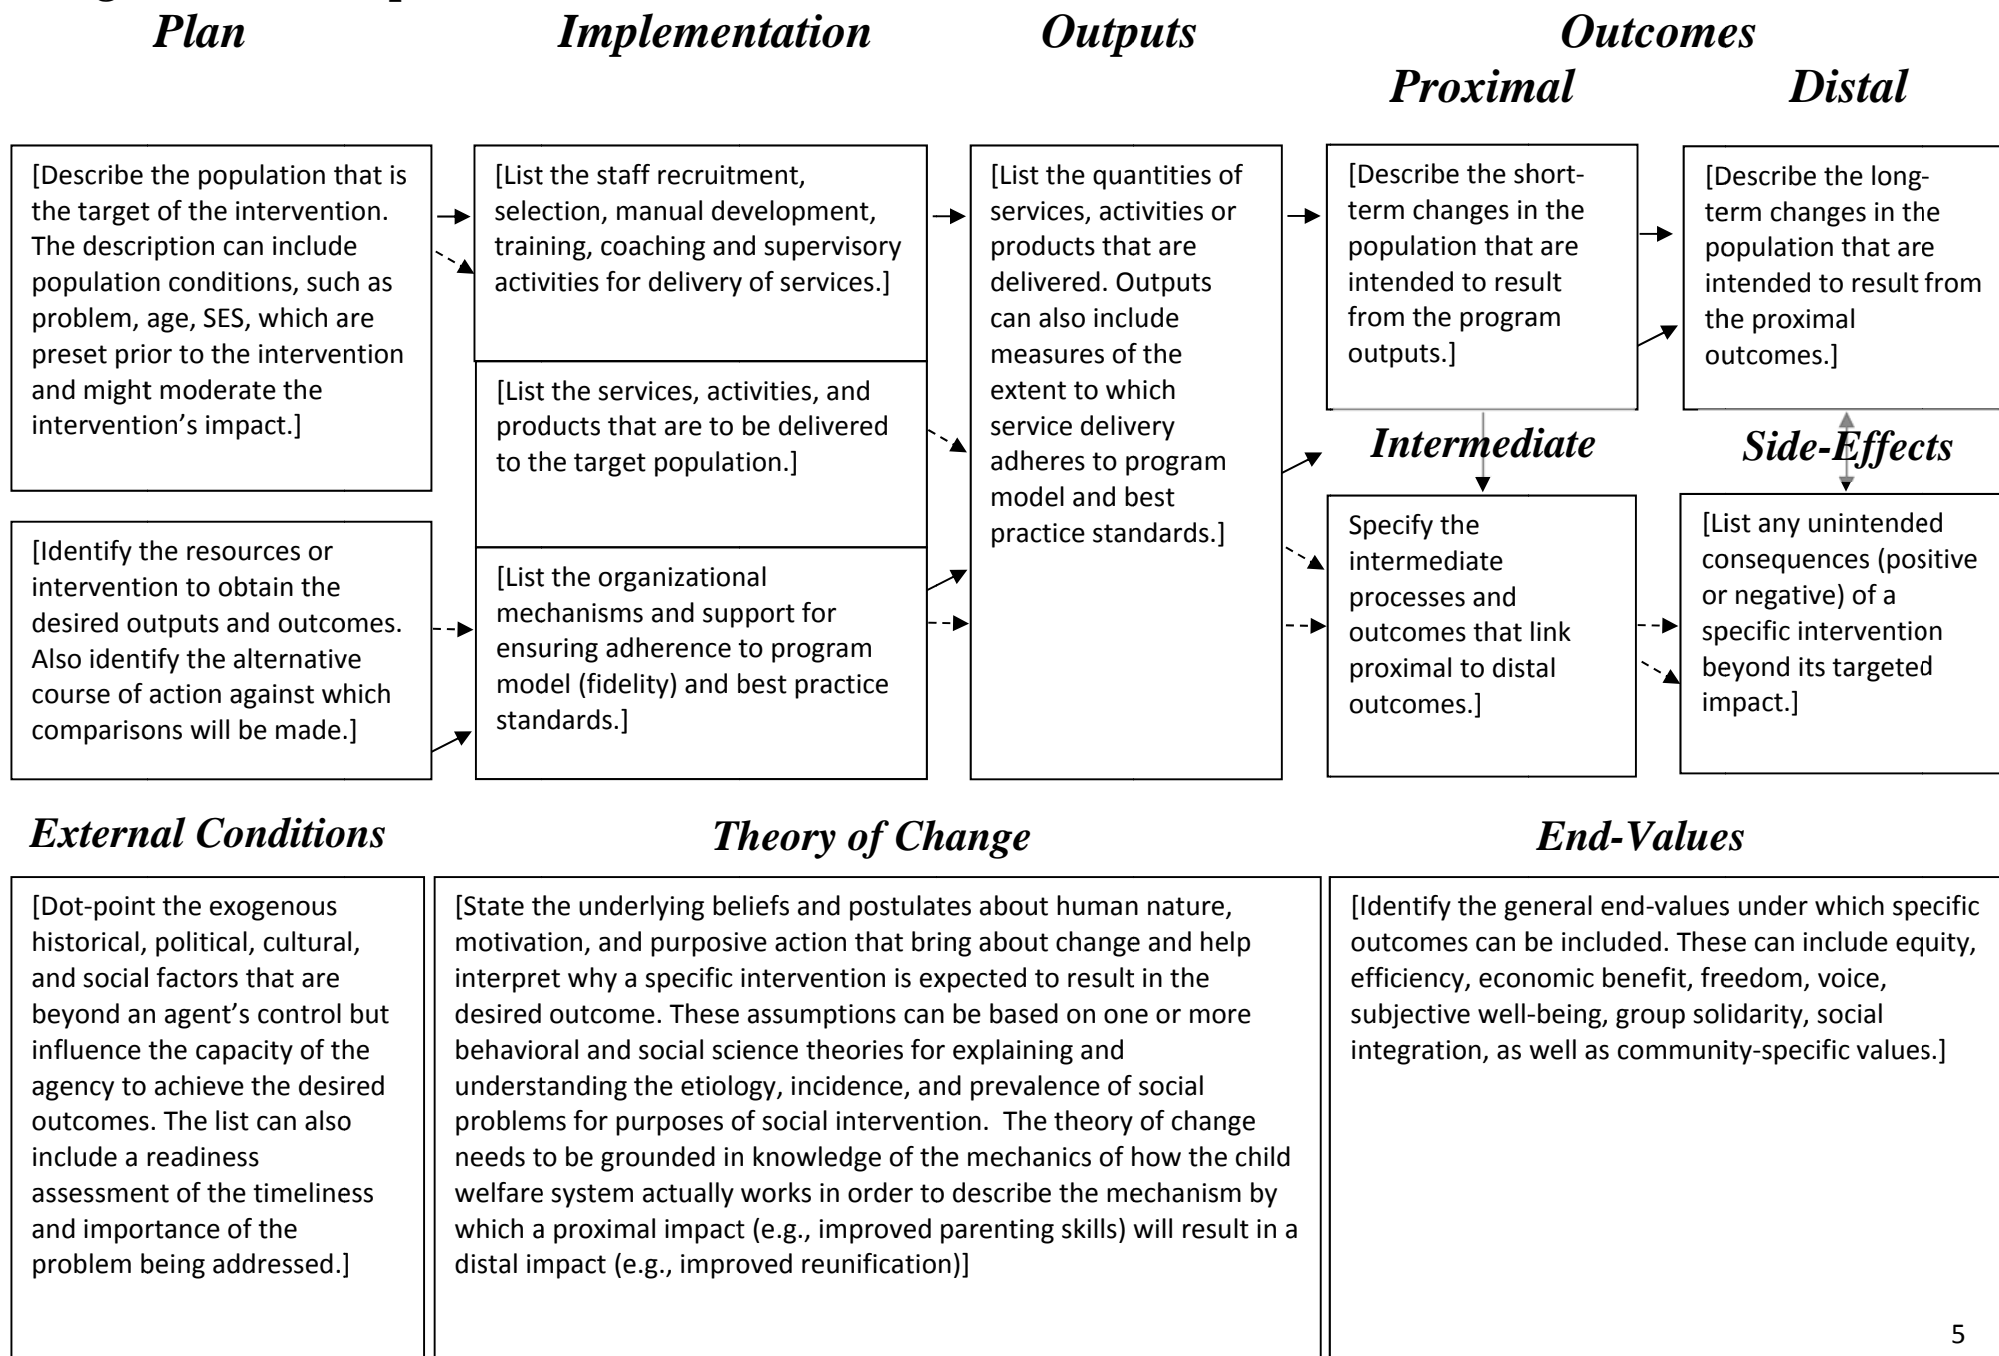 Plan
Implementation
Outputs
Outcomes
Proximal
Distal
[Describe the population that is
the target of the intervention.
The description can include
population conditions, such as
problem, age, SES, which are
preset prior to the intervention
and might moderate the
intervention’s impact.]
[Identify the resources or
intervention to obtain the
desired outputs and outcomes.
Also identify the alternative
course of action against which
comparisons will be made.]
[List the staff recruitment,
selection, manual development,
training, coaching and supervisory
activities for delivery of services.]
[List the services, activities, and
products that are to be delivered
to the target population.]
[List the organizational
mechanisms and support for
ensuring adherence to program
model (fidelity) and best practice
standards.]
[List the quantities of
services, activities or
products that are
delivered. Outputs
can also include
measures of the
extent to which
service delivery
adheres to program
model and best
practice standards.]
[Describe the short-
term changes in the
population that are
intended to result
from the program
outputs.]
Intermediate
Specify the
intermediate
processes and
outcomes that link
proximal to distal
outcomes.]
[Describe the long-
term changes in the
population that are
intended to result from
the proximal
outcomes.]
Side-Effects
[List any unintended
consequences (positive
or negative) of a
specific intervention
beyond its targeted
impact.]
External Conditions
[Dot-point the exogenous
historical, political, cultural,
and social factors that are
beyond an agent’s control but
influence the capacity of the
agency to achieve the desired
outcomes. The list can also
include a readiness
assessment of the timeliness
and importance of the
problem being addressed.]
Theory of Change
[State the underlying beliefs and postulates about human nature,
motivation, and purposive action that bring about change and help
interpret why a specific intervention is expected to result in the
desired outcome. These assumptions can be based on one or more
behavioral and social science theories for explaining and
understanding the etiology, incidence, and prevalence of social
problems for purposes of social intervention.  The theory of change
needs to be grounded in knowledge of the mechanics of how the child
welfare system actually works in order to describe the mechanism by
which a proximal impact (e.g., improved parenting skills) will result in a
distal impact (e.g., improved reunification)]
End-Values
[Identify the general end-values under which specific
outcomes can be included. These can include equity,
efficiency, economic benefit, freedom, voice,
subjective well-being, group solidarity, social
integration, as well as community-specific values.]
5